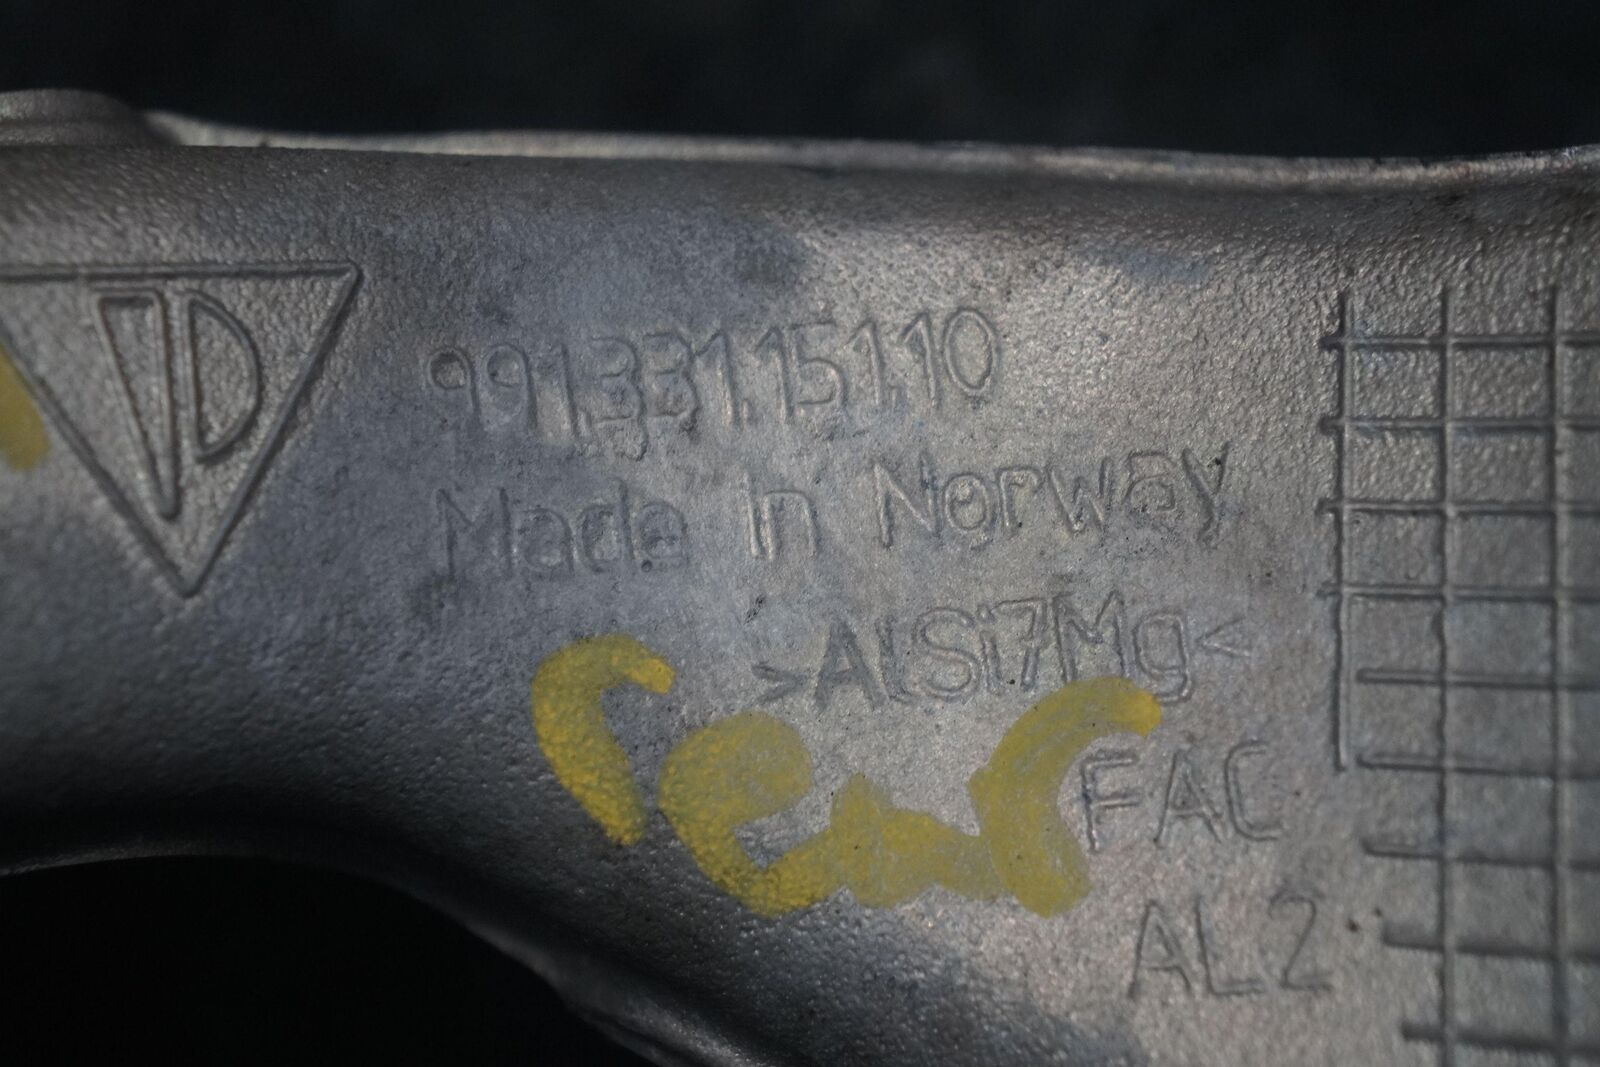 991.331.151.10
Made in Norway
>ALSi7Mg<
FAC
AL2
rear